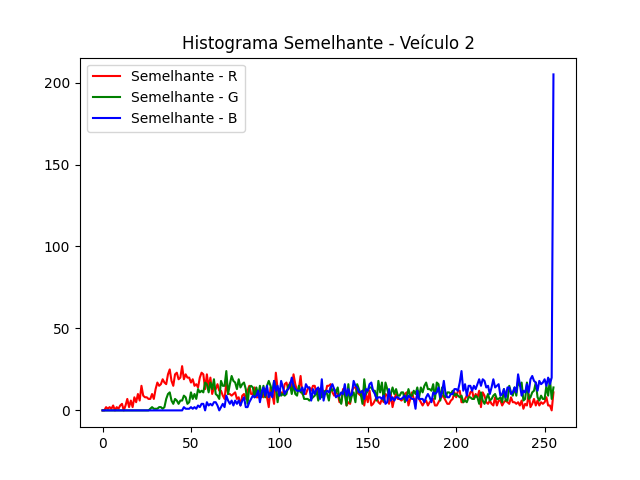 Histograma Semelhante - Veículo 2
Semelhante - R
Semelhante - G
Semelhante - B
200
150
100
50
0
0 50 100 150 200 250